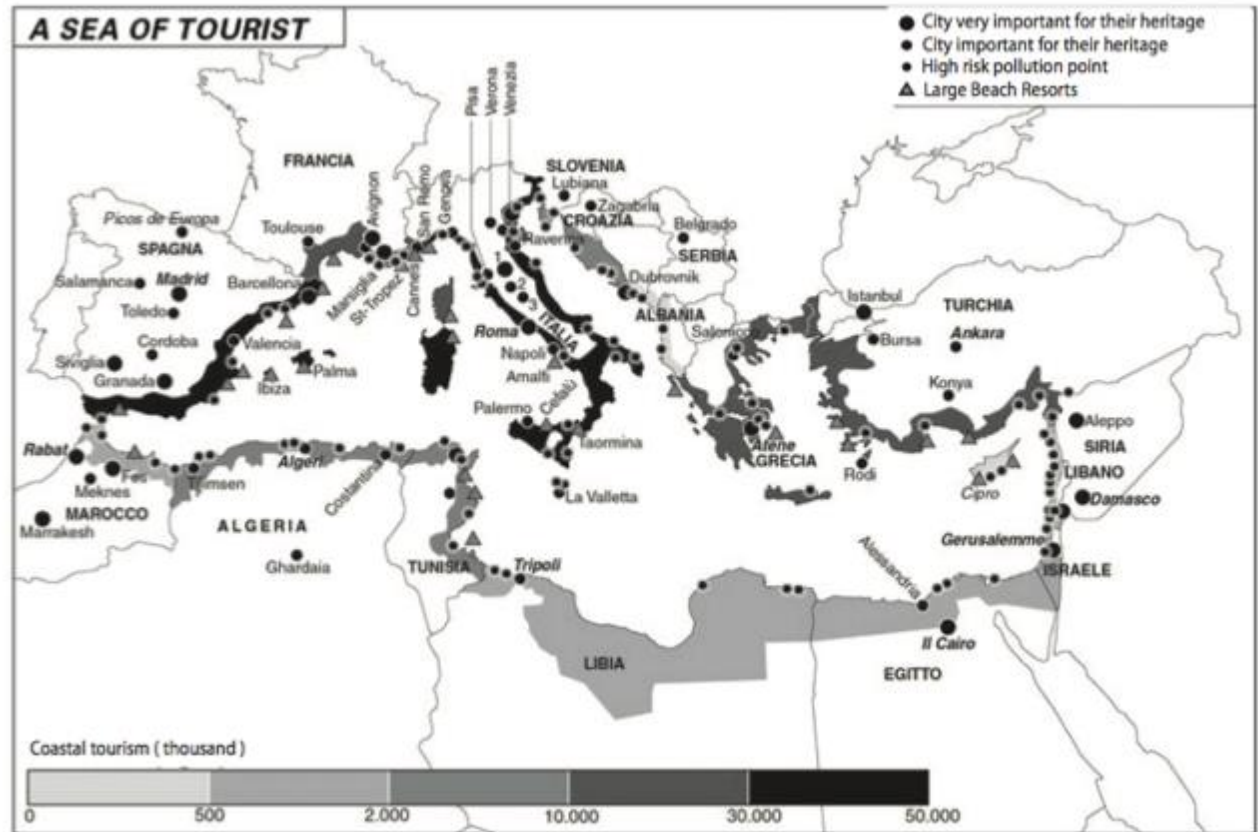 A SEA OF TOURIST
City very important for their heritage
City important for their heritage
High risk pollution point
Large Beach Resorts
Pisa
Verona
Venezia
FRANCIA
SLOVENIA
Lubiana
Zagabria
CROAZIA
Belgrado
SERBIA
Picos de Europa
SPAGNA
Toulouse
Avignon
San Remo
Genova
Ravenna
Salamanca
Madrid
Barcellona
Marsiglia
St-Tropez
Cannes
1
2
3
Dubrovnik
Istanbul
TURCHIA
Toledo
ITALIA
ALBANIA
Roma
Salonicco
Bursa
Ankara
Cordoba
Valencia
Napoli
Siviglia
Granada
Ibiza
Palma
Amalfi
Konya
Palermo
Cefalù
Taormina
Atene
GRECIA
Rodi
Aleppo
SIRIA
Rabat
Fes
Algeri
Costantina
LIBANO
Cipro
Meknes
La Valletta
Damasco
MAROCCO
ALGERIA
Marrakesh
Gerusalemme
Alessandria
Ghardaia
TUNISIA
Tripoli
ISRAELE
Il Cairo
LIBIA
EGITTO
Coastal tourism ( thousand )
0 500 2.000 10.000 30.000 50.000